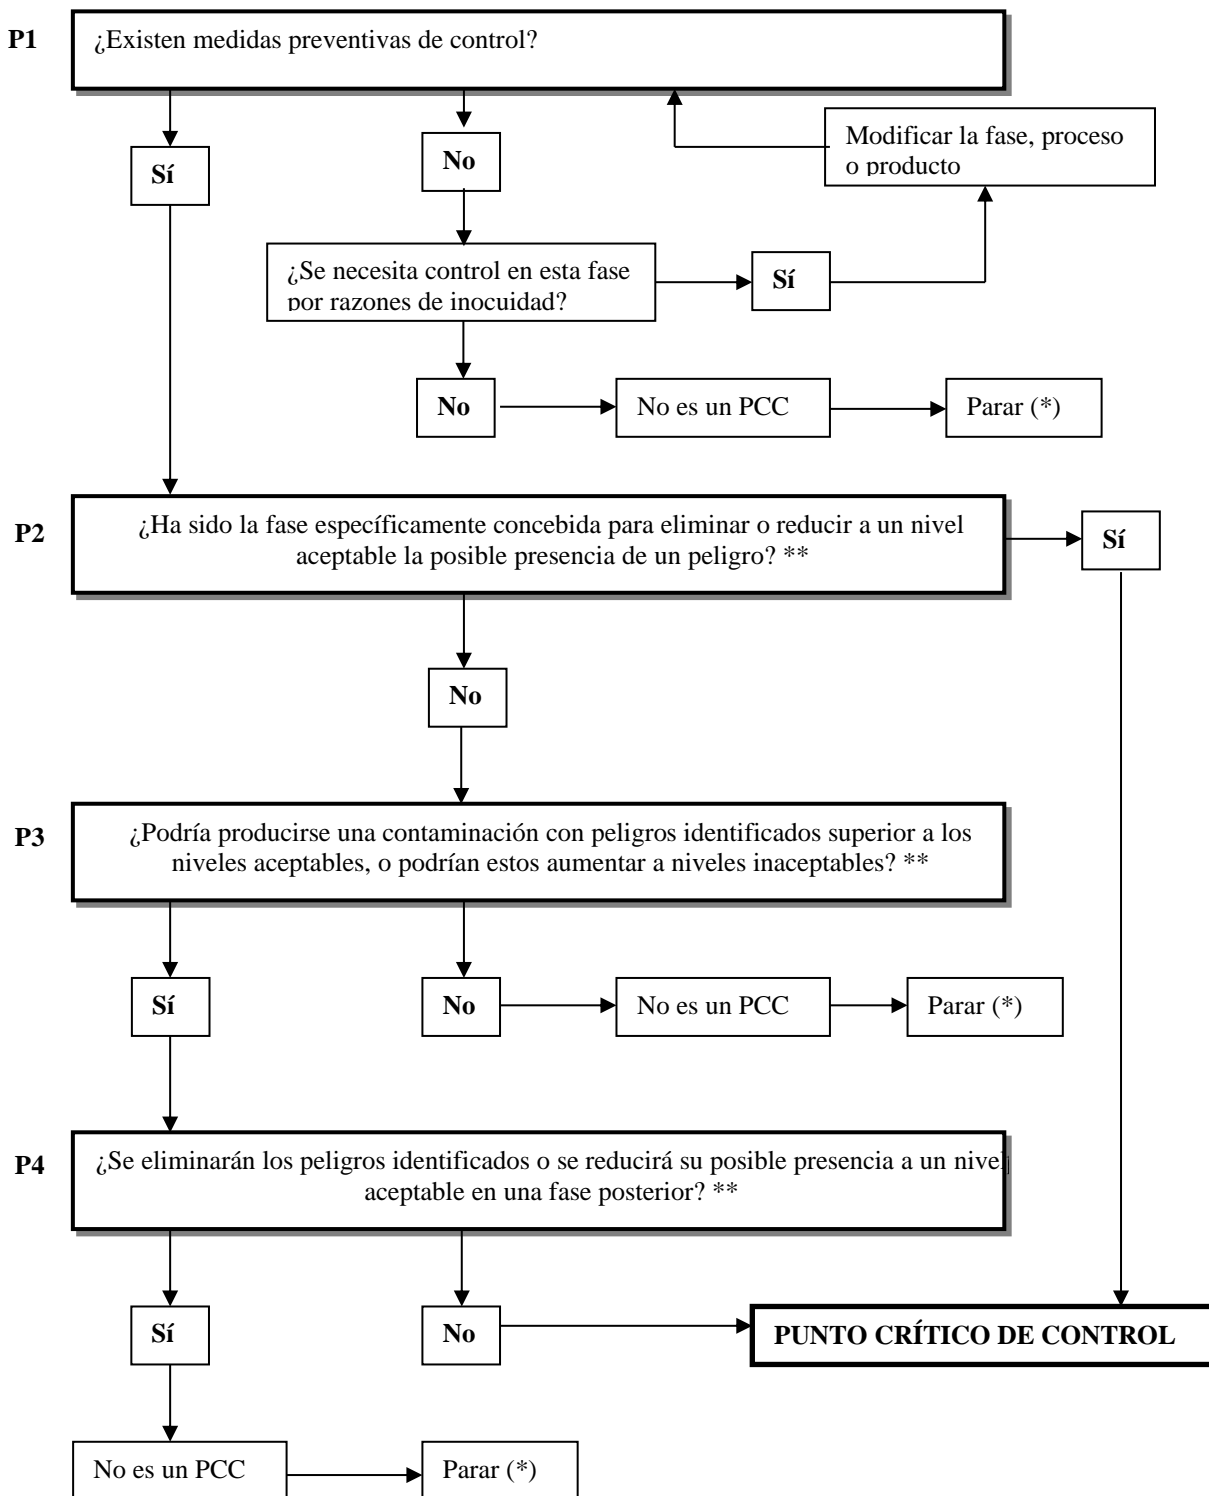 P1
¿Existen medidas preventivas de control?
Sí
No
Modificar la fase, proceso
o producto
¿Se necesita control en esta fase
por razones de inocuidad?
Sí
No
No es un PCC
Parar (*)
P2
¿Ha sido la fase específicamente concebida para eliminar o reducir a un nivel
aceptable la posible presencia de un peligro? **
Sí
No
P3
¿Podría producirse una contaminación con peligros identificados superior a los
niveles aceptables, o podrían estos aumentar a niveles inaceptables? **
Sí
No
No es un PCC
Parar (*)
P4
¿Se eliminarán los peligros identificados o se reducirá su posible presencia a un nivel
aceptable en una fase posterior? **
Sí
No
PUNTO CRÍTICO DE CONTROL
No es un PCC
Parar (*)